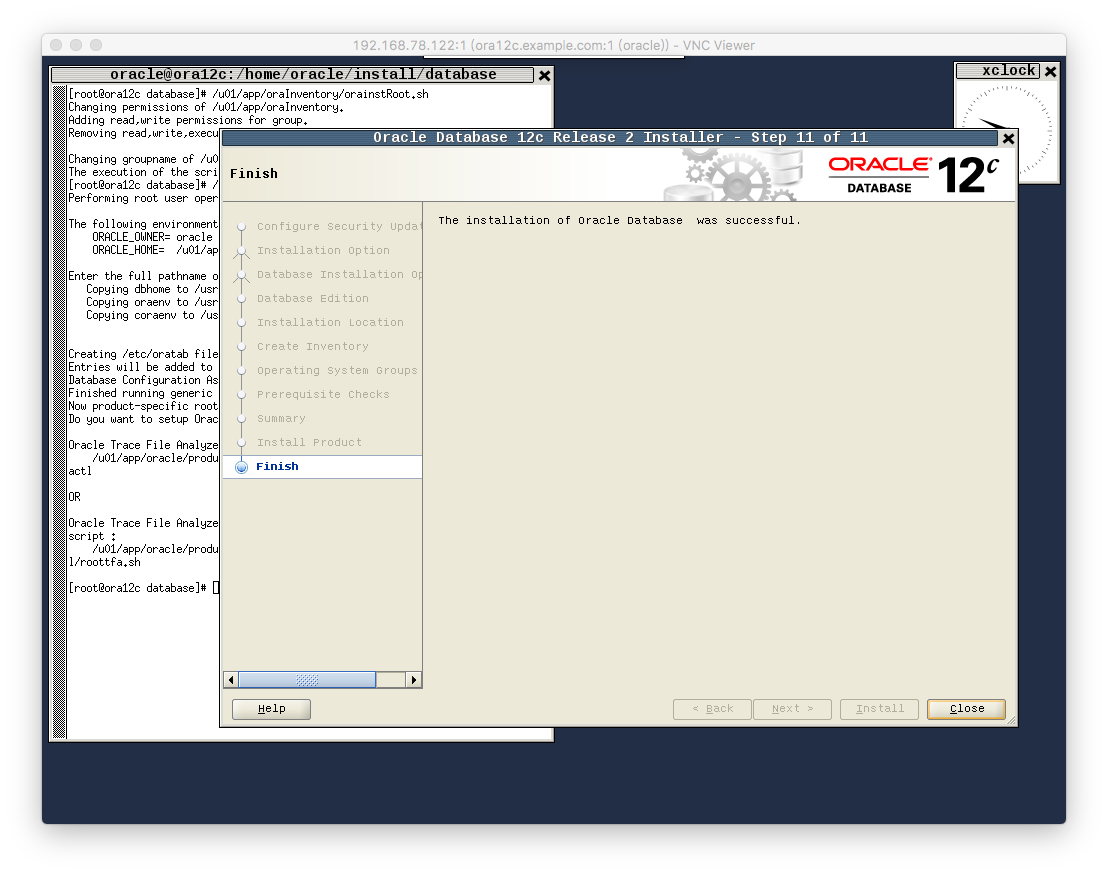 192.168.78.122:1 (ora12c.example.com:1 (oracle)) - VNC Viewer
oracle@ora12c:/home/oracle/install/database
[root@ora12c database]# /u01/app/oraInventory/orainstRoot.sh
Changing permissions of /u01/app/oraInventory.
Adding read,write permissions for group.
Removing read,write,execu
Changing groupname of /u0
The execution of the scri
[root@ora12c database]# /
Performing root user oper
The following environment
ORACLE_OWNER= oracle
ORACLE_HOME=  /u01/ap
Enter the full pathname o
Copying dbhome to /usr
Copying oraenv to /usr
Copying coraenv to /us
Creating /etc/oratab file
Entries will be added to
Database Configuration As
Finished running generic
Now product-specific root
Do you want to setup Orac
Oracle Trace File Analyze
/u01/app/oracle/produ
actl
OR
Oracle Trace File Analyze
script :
/u01/app/oracle/produ
l/roottfa.sh
[root@ora12c database]#
xclock
Oracle Database 12c Release 2 Installer - Step 11 of 11
Finish
ORACLE®
DATABASE
12c
Configure Security Updat
Installation Option
Database Installation Op
Database Edition
Installation Location
Create Inventory
Operating System Groups
Prerequisite Checks
Summary
Install Product
Finish
The installation of Oracle Database  was successful.
Help
< Back
Next >
Install
Close